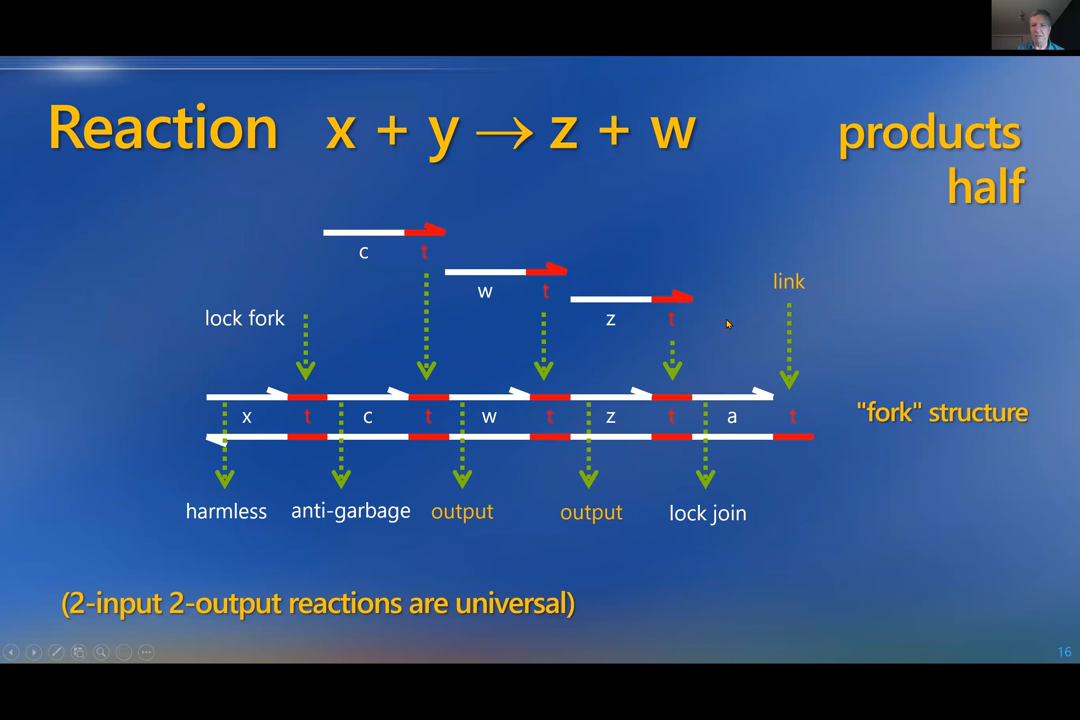 Reaction x + y → z + w
products
half
c t
w t
link
z t
lock fork
x t c t w t z t a t
"fork" structure
harmless anti-garbage output output lock join
(2-input 2-output reactions are universal)
16